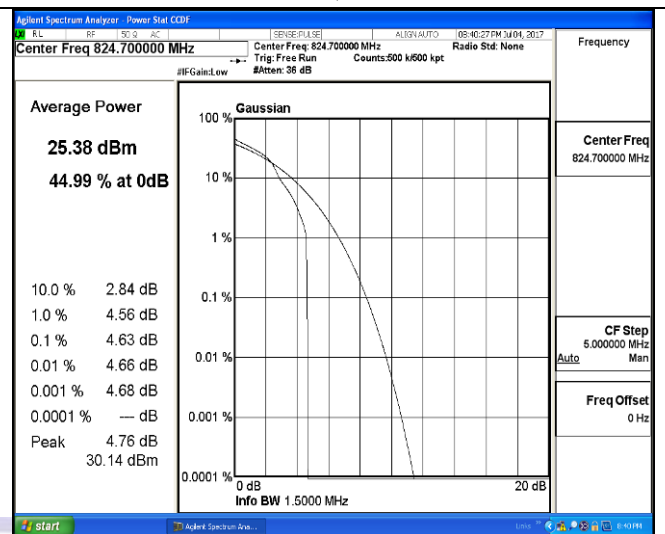 Agilent Spectrum Analyzer - Power Stat CCDF
RL RF 50 Ω AC SENSE:PULSE ALIGN AUTO 08:40:27 PM Jul 04, 2017
Center Freq 824.700000 MHz
Center Freq: 824.700000 MHz Radio Std: None
Trig: Free Run Counts:500 k/500 kpt
#IFGain:Low #Atten: 36 dB
Frequency
Average Power
25.38 dBm
44.99 % at 0dB
10.0 % 2.84 dB
1.0 % 4.56 dB
0.1 % 4.63 dB
0.01 % 4.66 dB
0.001 % 4.68 dB
0.0001 % --- dB
Peak 4.76 dB
30.14 dBm
Gaussian
100 %
10 %
1 %
0.1 %
0.01 %
0.001 %
0.0001 %
0 dB 20 dB
Info BW 1.5000 MHz
Center Freq
824.700000 MHz
CF Step
5.000000 MHz
Auto Man
Freq Offset
0 Hz
start Agilent Spectrum Ana... Links » 8:40 PM